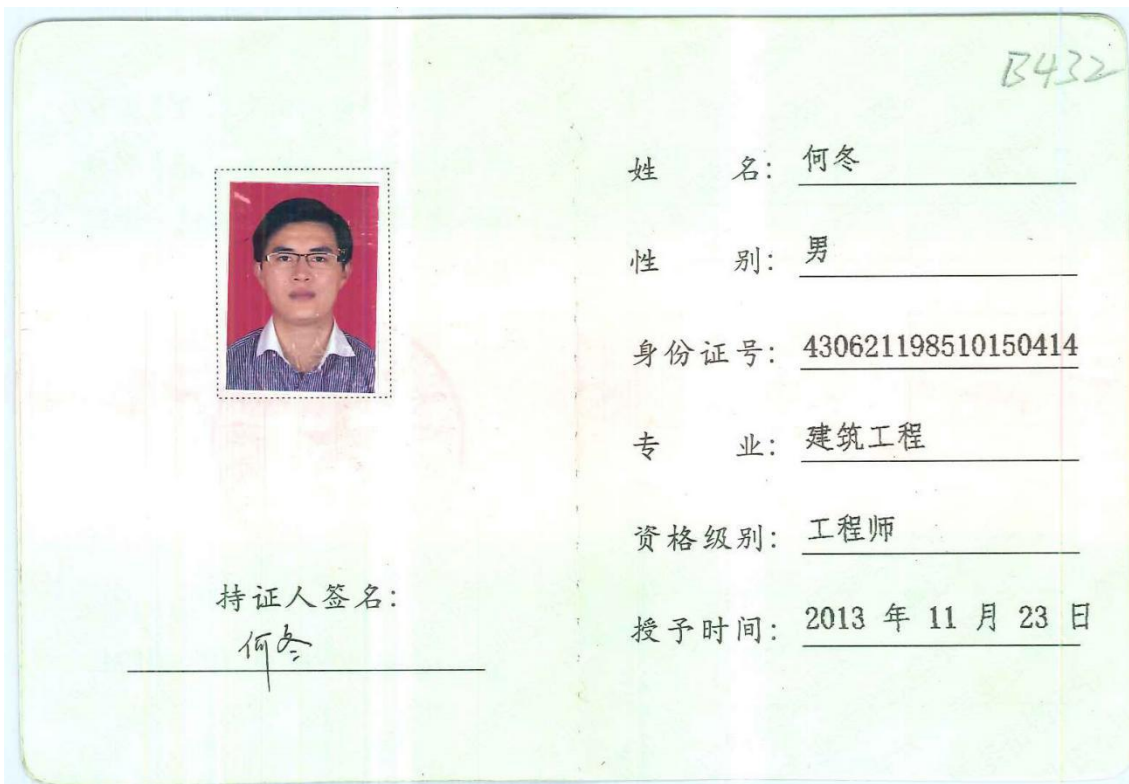 B432
姓 名: 何冬
性 别: 男
身份证号: 430621198510150414
专 业: 建筑工程
资格级别: 工程师
授予时间: 2013 年 11 月 23 日
持证人签名:
何冬